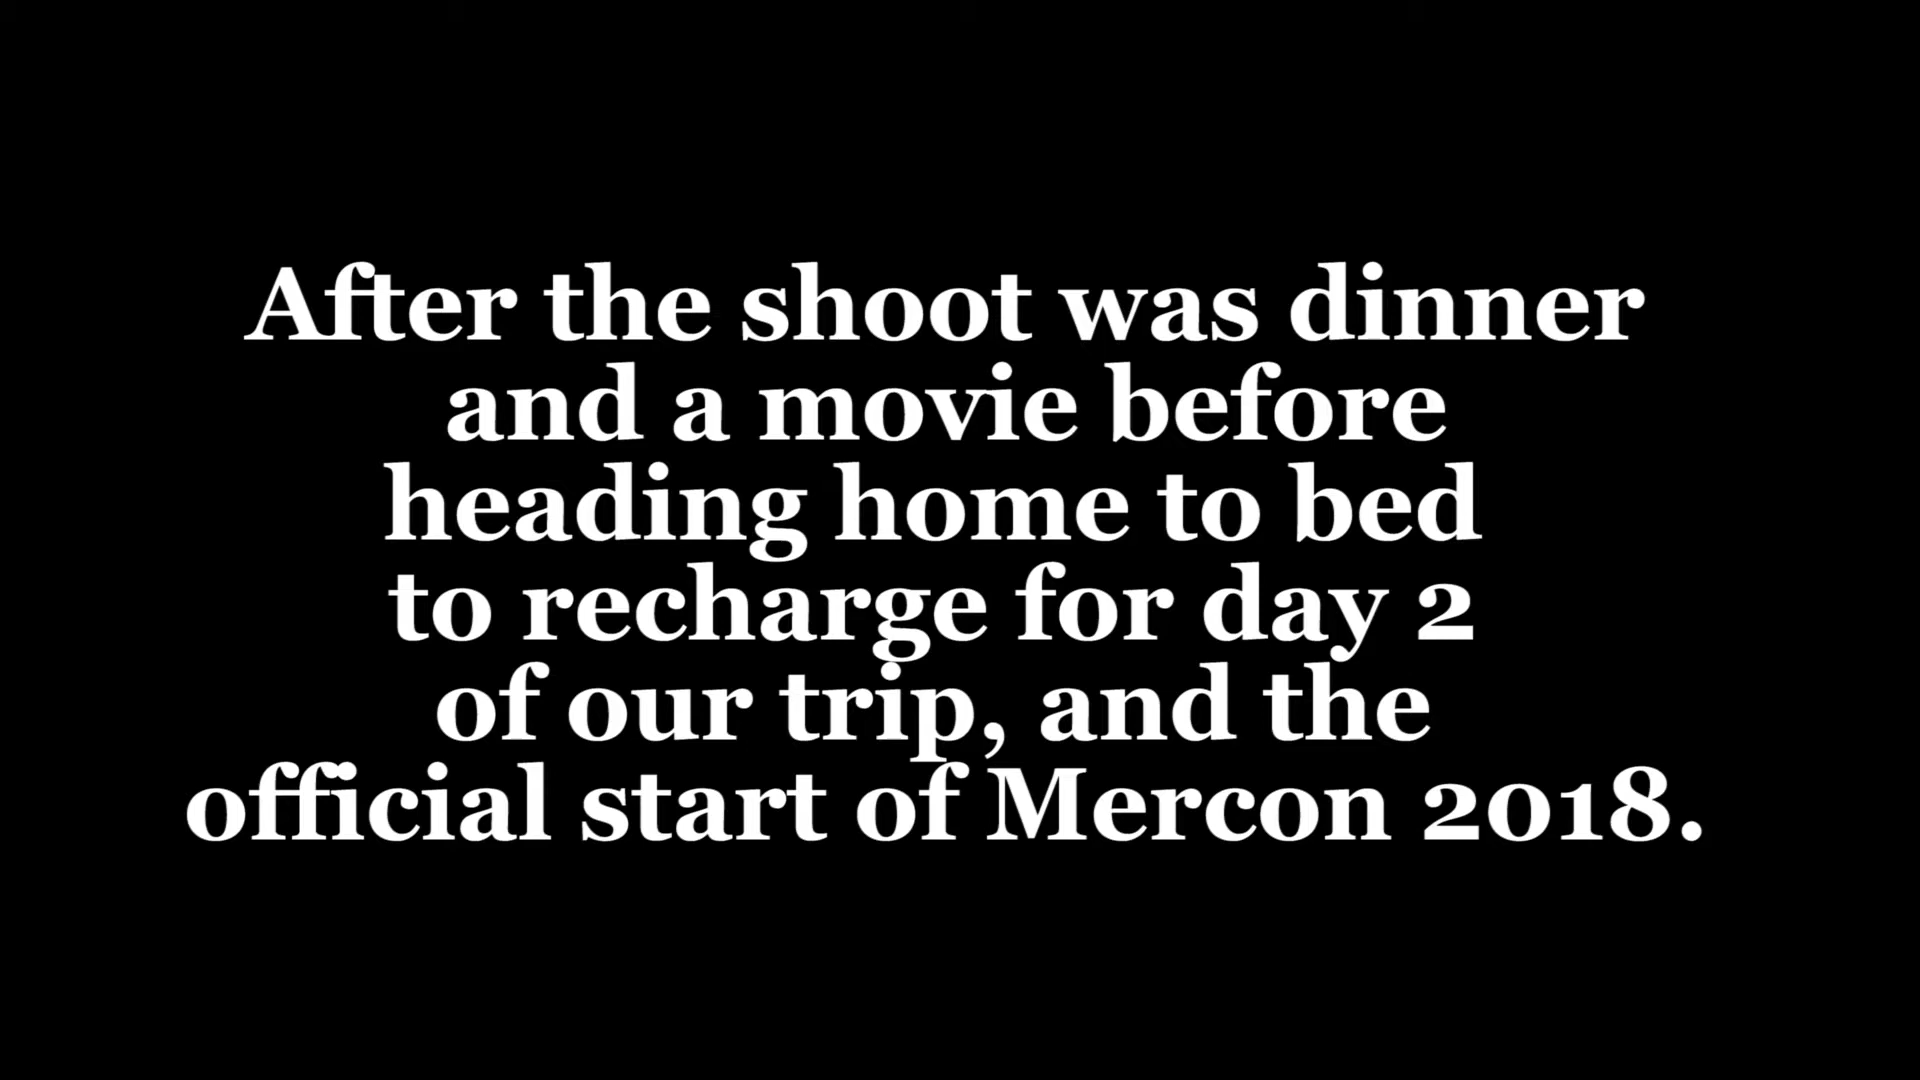 After the shoot was dinner
and a movie before
heading home to bed
to recharge for day 2
of our trip, and the
official start of Mercon 2018.